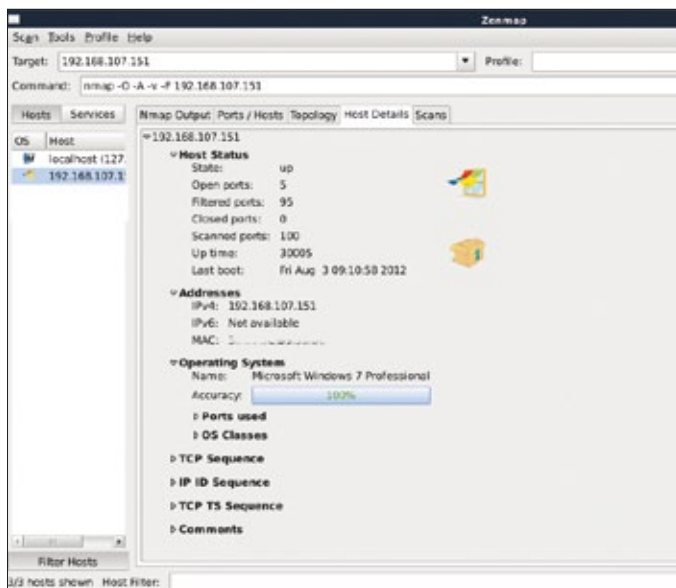 Zenmap
Scan Tools Profile Help
Target: 192.168.107.151 Profile:
Command: nmap -O -A -v -F 192.168.107.151
Hosts Services Nmap Output Ports / Hosts Topology Host Details Scans
OS Host
localhost (127.
192.168.107.1
192.168.107.151
Host Status
State: up
Open ports: 5
Filtered ports: 95
Closed ports: 0
Scanned ports: 100
Up time: 30005
Last boot: Fri Aug 3 09:10:58 2012
Addresses
IPv4: 192.168.107.151
IPv6: Not available
MAC:
Operating System
Name: Microsoft Windows 7 Professional
Accuracy: 100%
Ports used
OS Classes
TCP Sequence
IP ID Sequence
TCP TS Sequence
Comments
Filter Hosts
3/3 hosts shown Host Filter: